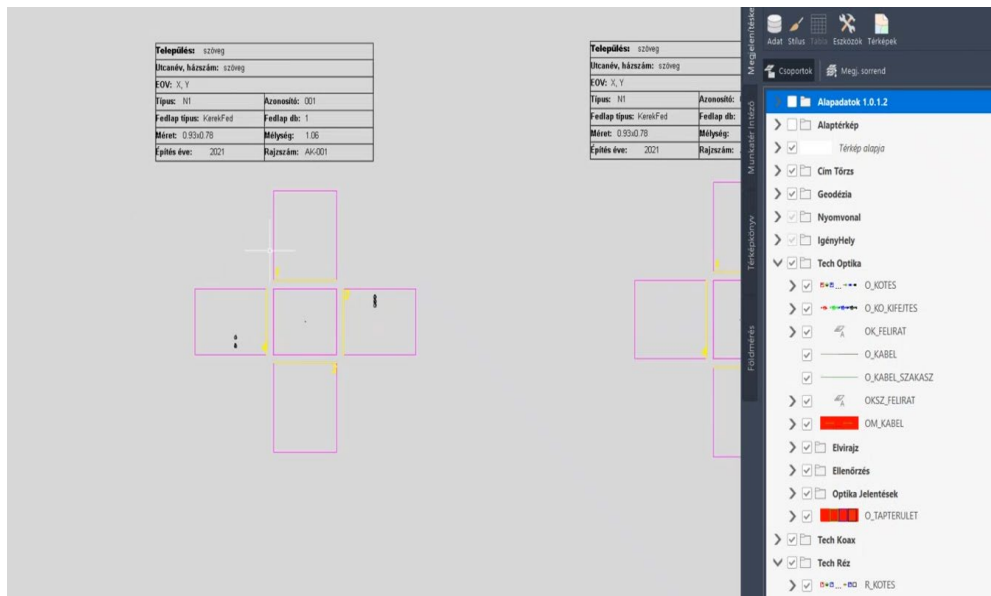 Település: szöveg
Utcanév, házszám: szöveg
EOV: X, Y
Típus: N1 Azonosító: 001
Fedlap típus: KerekFed Fedlap db: 1
Méret: 0.93x0.78 Mélység: 1.06
Építés éve: 2021 Rajzszám: AK-001
Település: szöveg
Utcanév, házszám: szöveg
EOV: X, Y
Típus: N1 Azonosító:
Fedlap típus: KerekFed Fedlap db:
Méret: 0.93x0.78 Mélység:
Építés éve: 2021 Rajzszám:
Megjelenítéske
Munkatér Intéző
Térképkönyv
Földmérés
Adat Stílus Tábla Eszközök Térképek
Csoportok Megj. sorrend
Alapadatok 1.0.1.2
Alaptérkép
Térkép alapja
Cím Törzs
Geodézia
Nyomvonal
IgényHely
Tech Optika
O_KOTES
O_KO_KIFEJTES
OK_FELIRAT
O_KABEL
O_KABEL_SZAKASZ
OKSZ_FELIRAT
OM_KABEL
Elvirajz
Ellenőrzés
Optika Jelentések
O_TAPTERULET
Tech Koax
Tech Réz
R_KOTES